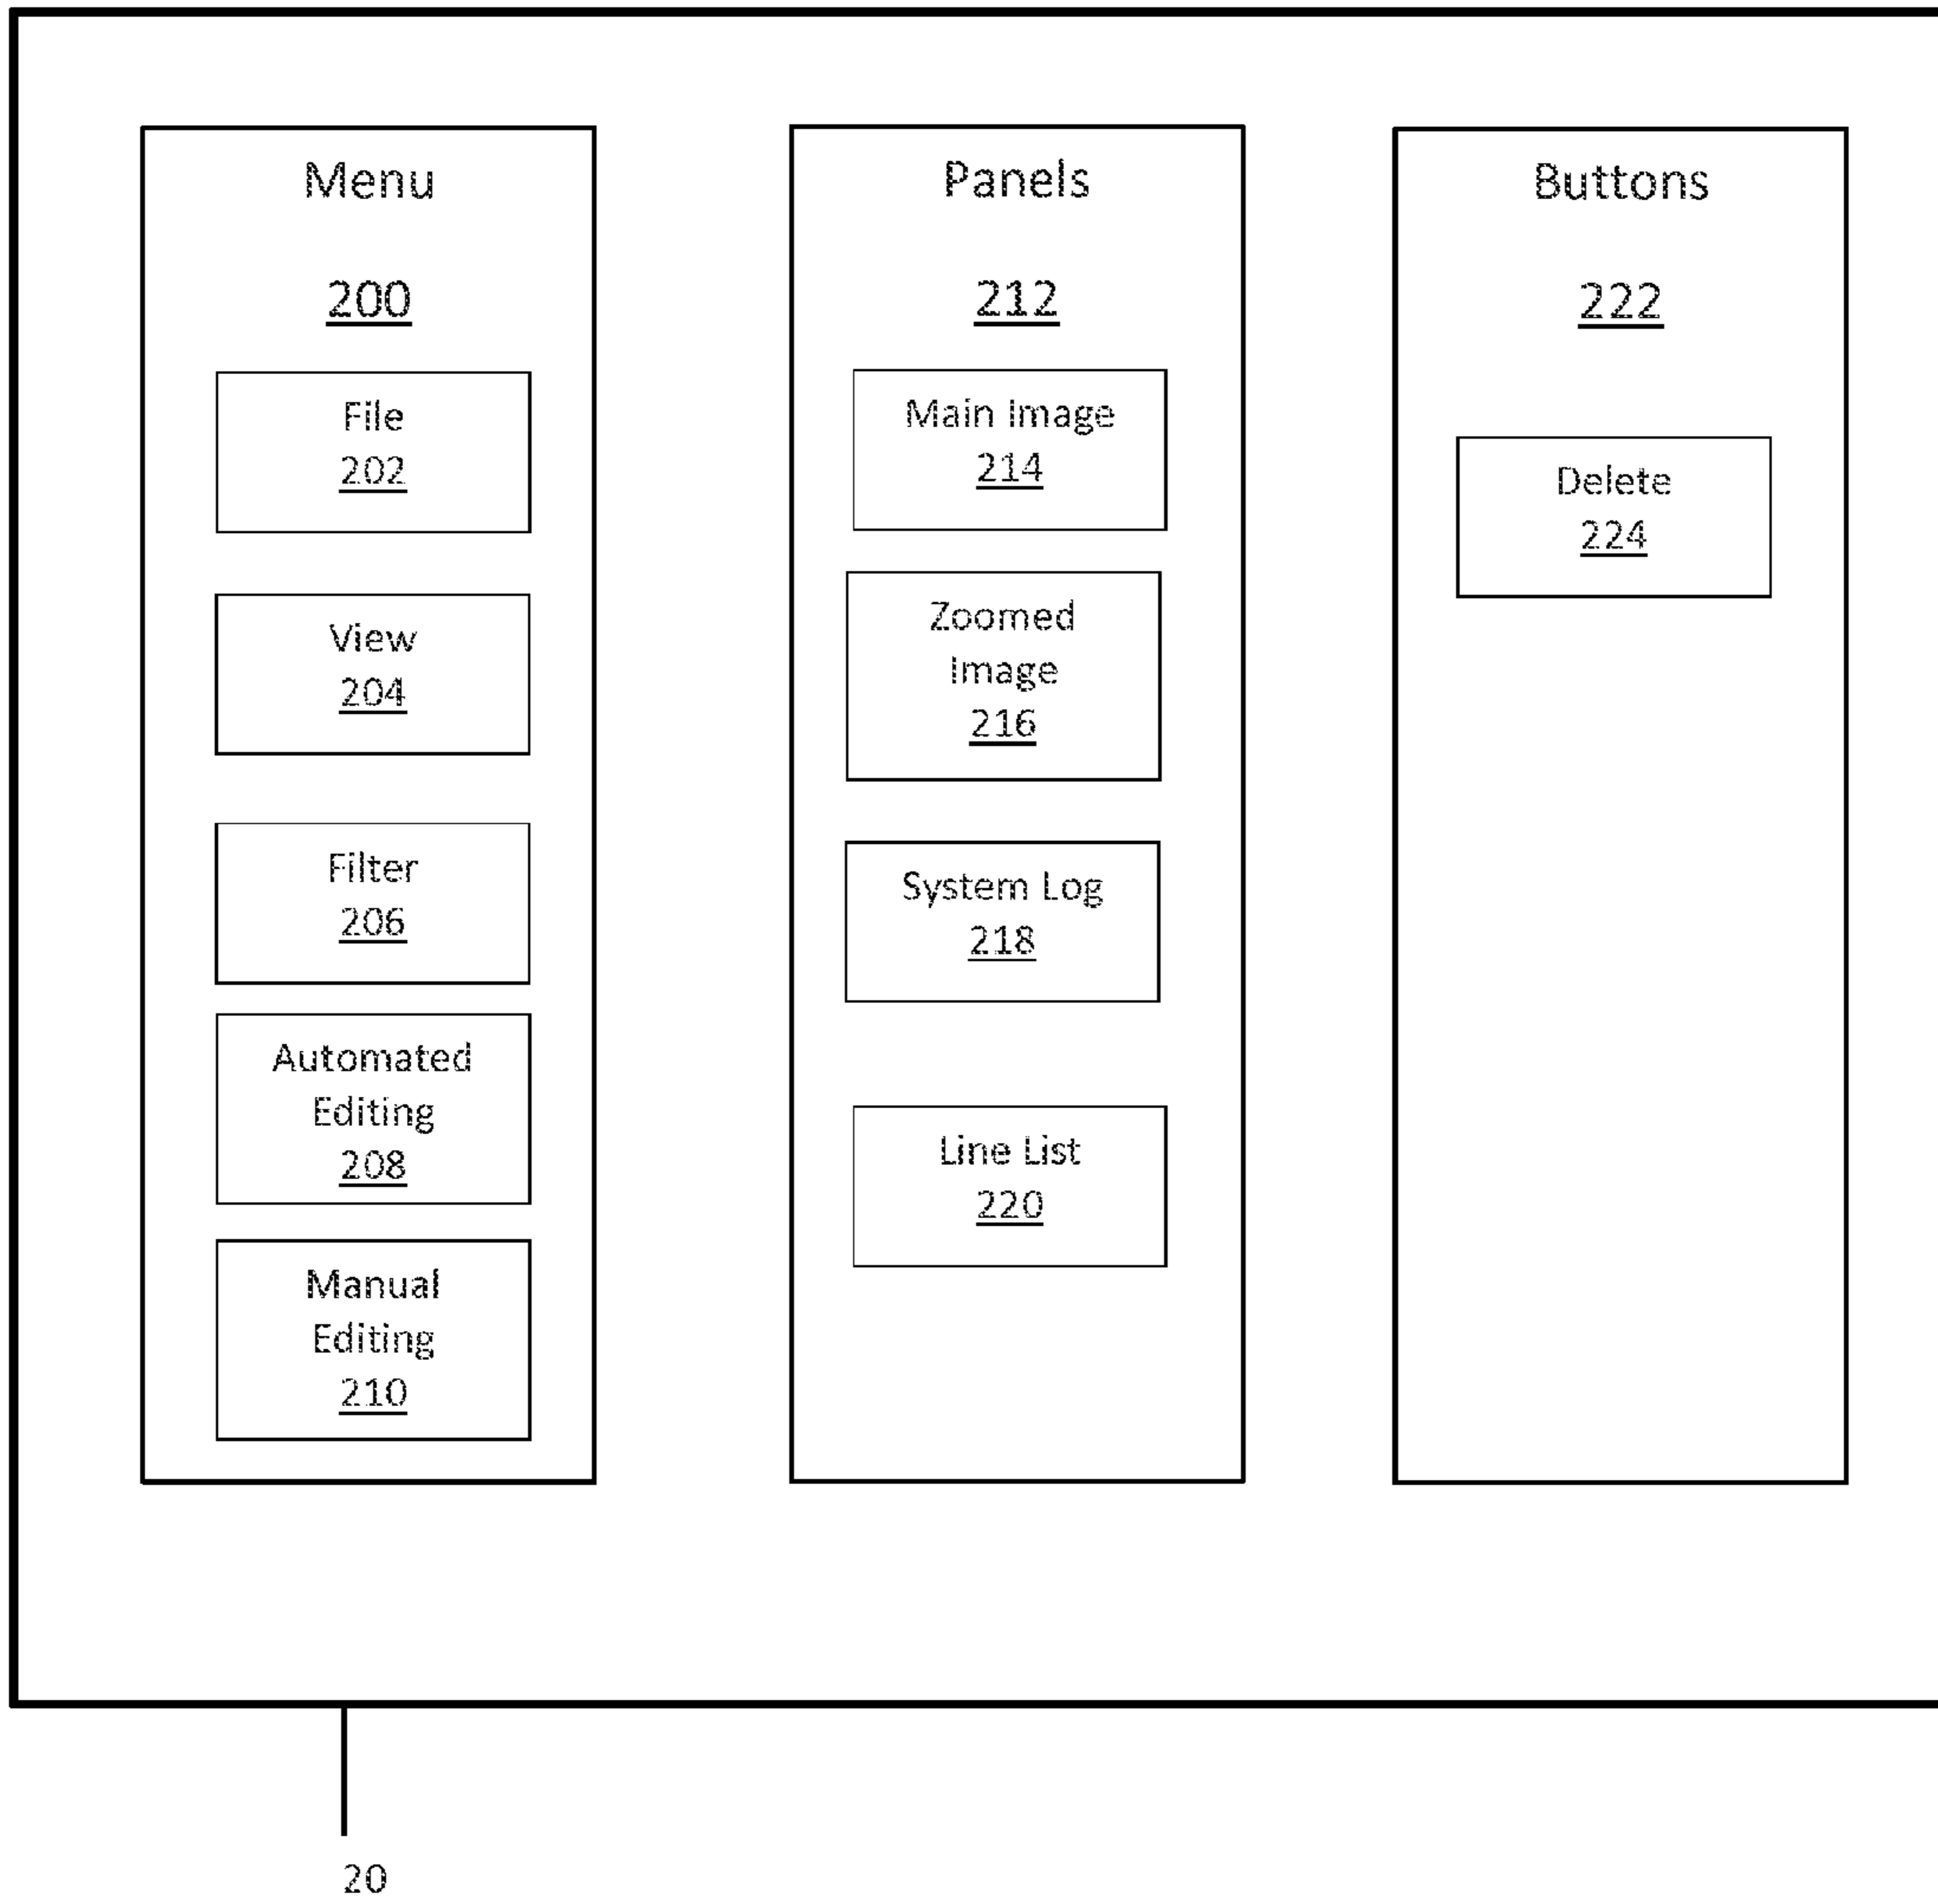 Menu
200
File
202
View
204
Filter
206
Automated
Editing
208
Manual
Editing
210
Panels
212
Main Image
214
Zoomed
Image
216
System Log
218
Line List
220
Buttons
222
Delete
224
20